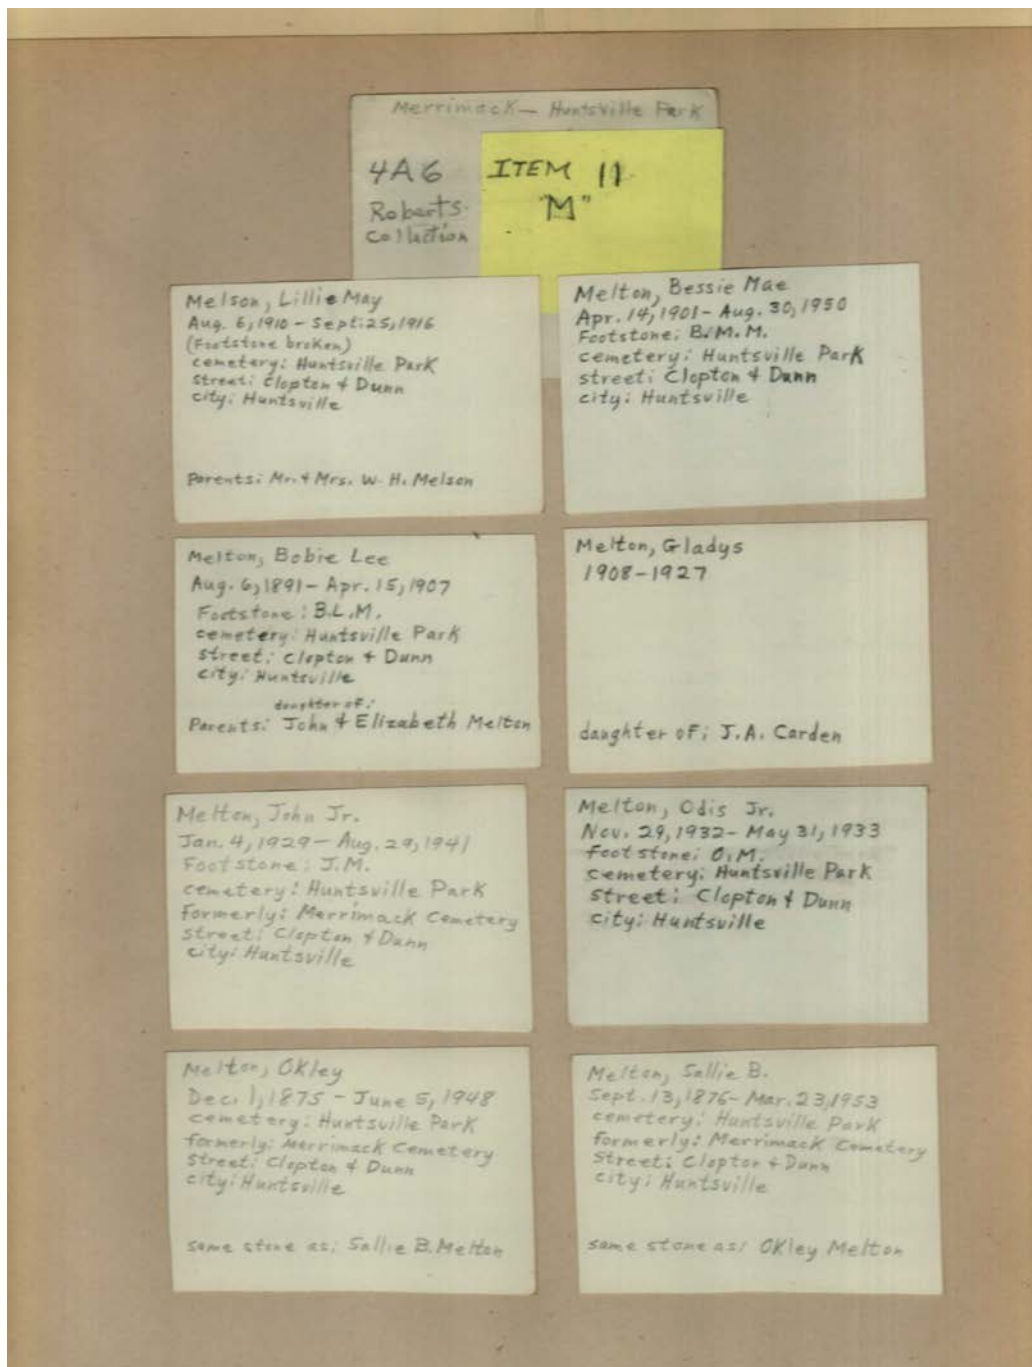 Merrimack - Huntsville Park
4A6
Roberts
Collection
ITEM 11
"M"
Melson, Lillie May
Aug. 6, 1910 - Sept. 25, 1916
(Footstone broken)
cemetery: Huntsville Park
street: Clopton & Dunn
city: Huntsville
Parents: Mr. & Mrs. W. H. Melson
Melton, Bessie Mae
Apr. 14, 1901 - Aug. 30, 1950
Footstone: B.M.M.
cemetery: Huntsville Park
street: Clopton & Dunn
city: Huntsville
Melton, Bobie Lee
Aug. 6, 1891 - Apr. 15, 1907
Footstone: B.L.M.
cemetery: Huntsville Park
street: Clopton & Dunn
city: Huntsville
daughter of:
Parents: John & Elizabeth Melton
Melton, Gladys
1908-1927
daughter of: J.A. Carden
Melton, John Jr.
Jan. 4, 1929 - Aug. 29, 1941
Footstone: J.M.
cemetery: Huntsville Park
formerly: Merrimack Cemetery
street: Clopton & Dunn
city: Huntsville
Melton, Odis Jr.
Nov. 29, 1932 - May 31, 1933
footstone: O.M.
cemetery: Huntsville Park
street: Clopton & Dunn
city: Huntsville
Melton, Okley
Dec. 1, 1875 - June 5, 1948
cemetery: Huntsville Park
formerly: Merrimack Cemetery
street: Clopton & Dunn
city: Huntsville
same stone as: Sallie B. Melton
Melton, Sallie B.
Sept. 13, 1876 - Mar. 23, 1953
cemetery: Huntsville Park
formerly: Merrimack Cemetery
street: Clopton & Dunn
city: Huntsville
same stone as: Okley Melton